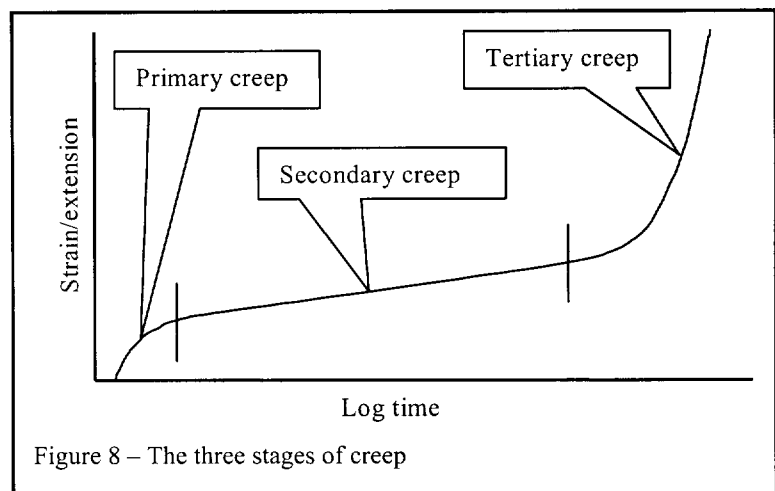 Primary creep
Tertiary creep
Secondary creep
Strain/extension
Log time
Figure 8 – The three stages of creep